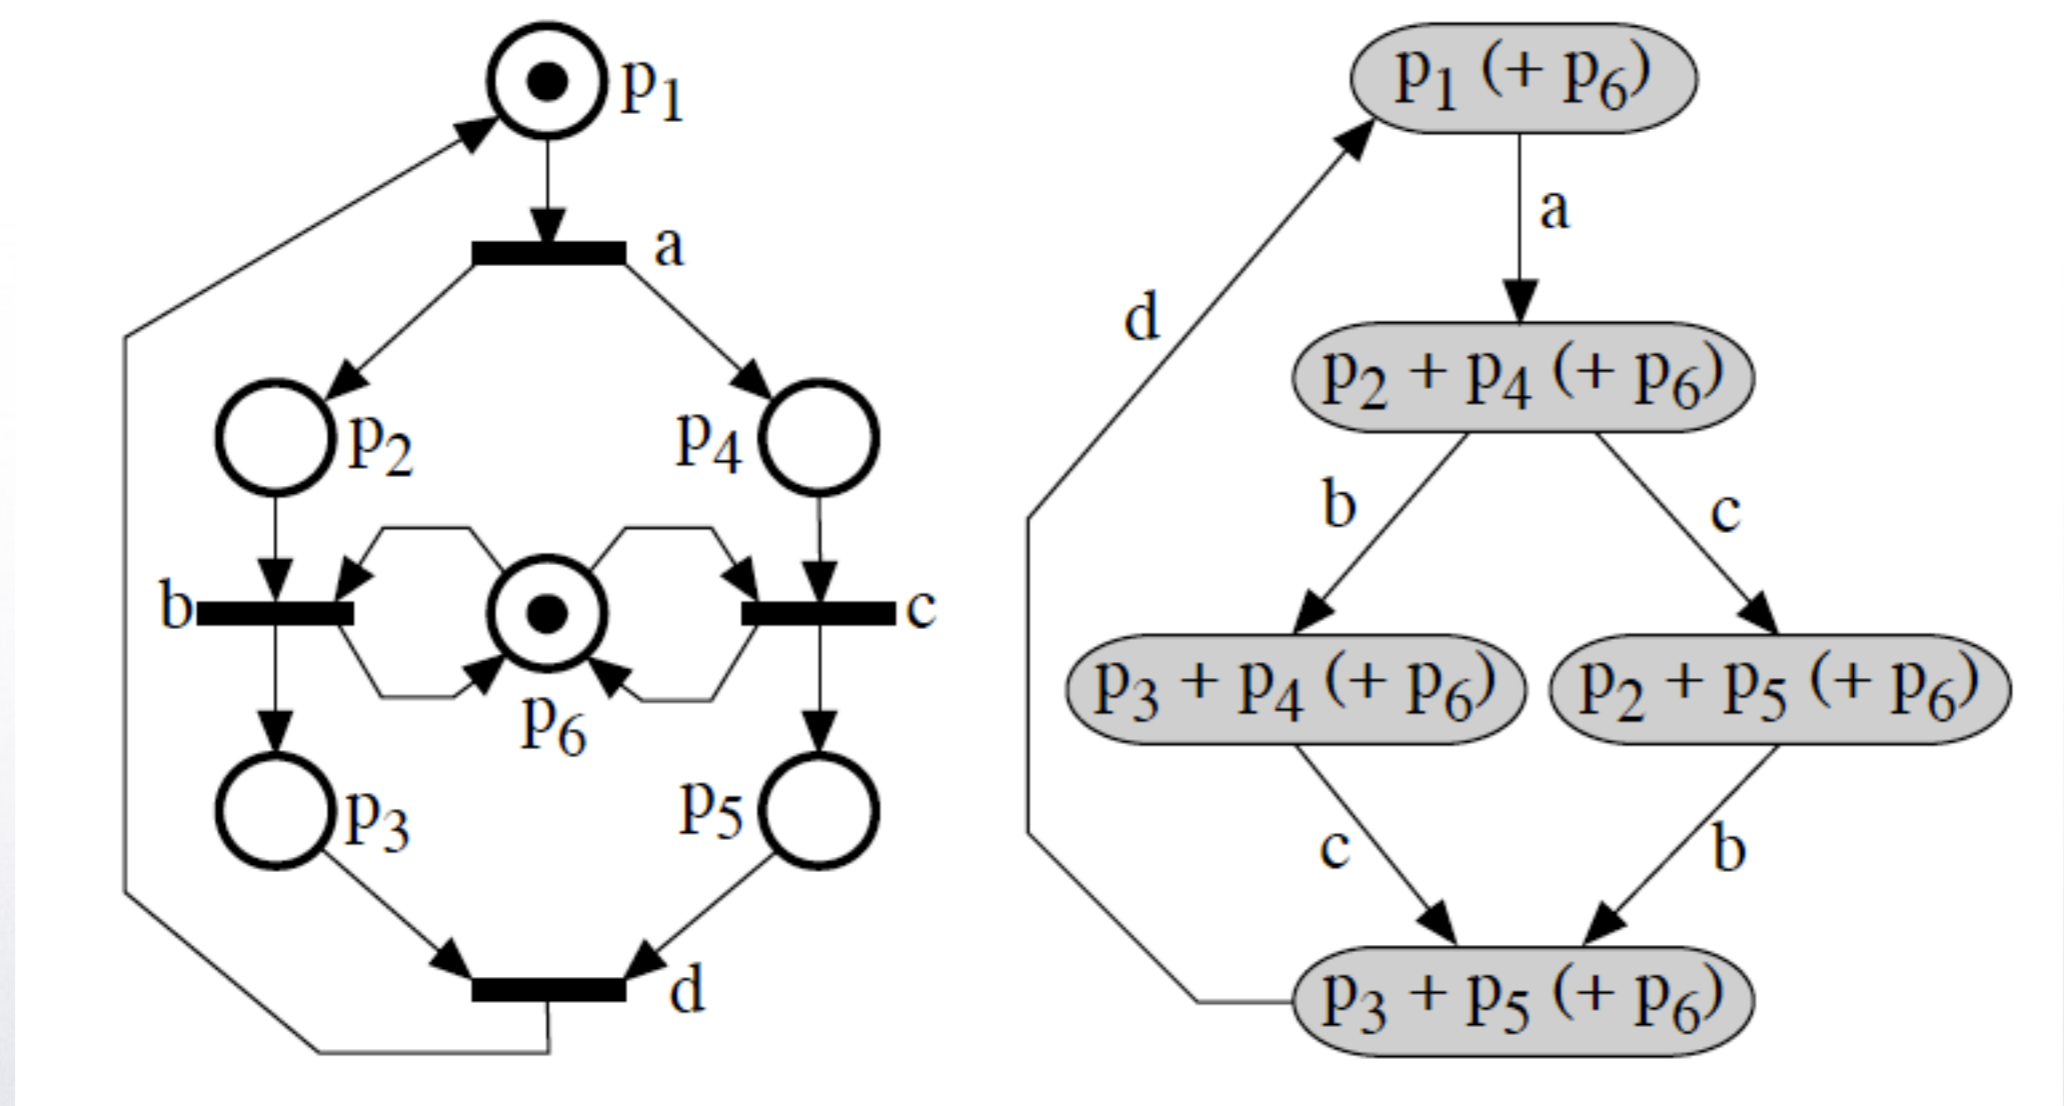 p₁
a
p₂
p₄
b
c
p₆
p₃
p₅
d
p₁ (+ p₆)
a
d
p₂ + p₄ (+ p₆)
b
c
p₃ + p₄ (+ p₆)
p₂ + p₅ (+ p₆)
c
b
p₃ + p₅ (+ p₆)